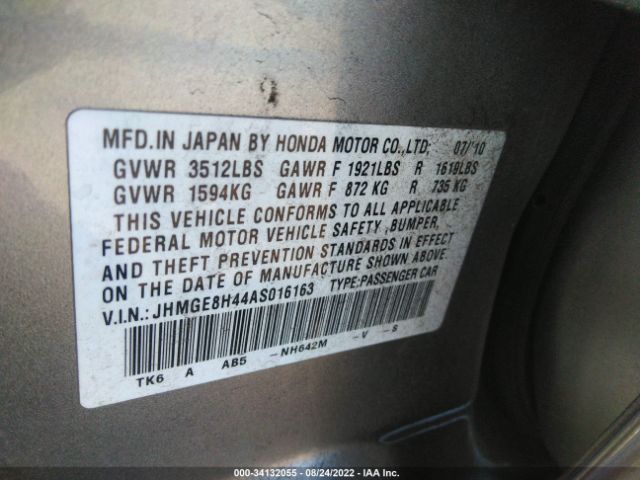 MFD.IN JAPAN BY HONDA MOTOR CO.,LTD; 07/'10
GVWR 3512LBS GAWR F 1921LBS R 1619LBS
GVWR 1594KG GAWR F 872 KG R 735 KG
THIS VEHICLE CONFORMS TO ALL APPLICABLE
FEDERAL MOTOR VEHICLE SAFETY ,BUMPER,
AND THEFT PREVENTION STANDARDS IN EFFECT
ON THE DATE OF MANUFACTURE SHOWN ABOVE.
V.I.N.: JHMGE8H44AS016163 TYPE:PASSENGER CAR
TK6 A AB5 -NH642M -V -S
000-34132055 - 08/24/2022 - IAA Inc.